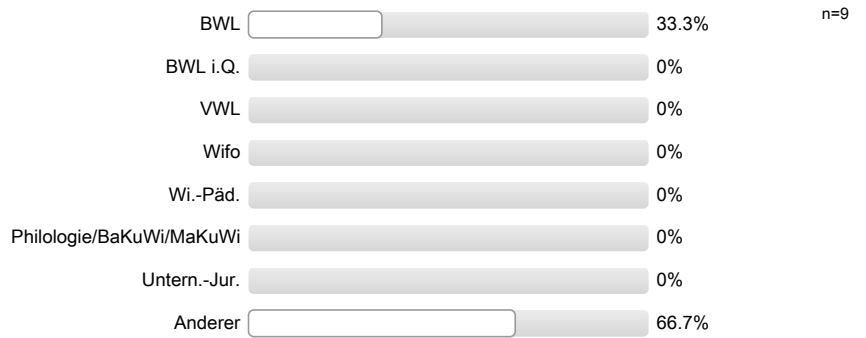 BWL 33.3% n=9
BWL i.Q. 0%
VWL 0%
Wifo 0%
Wi.-Päd. 0%
Philologie/BaKuWi/MaKuWi 0%
Untern.-Jur. 0%
Anderer 66.7%